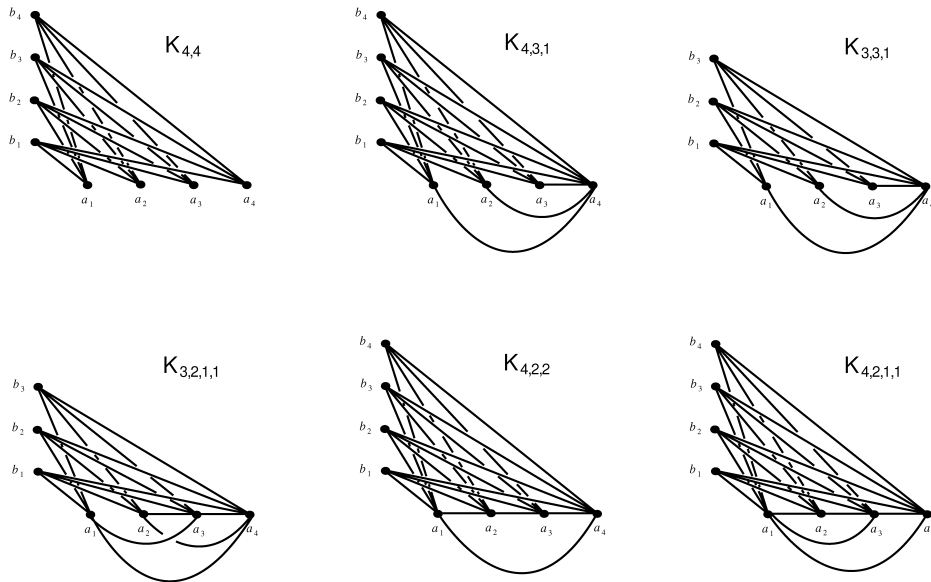 K4,4
b4
b3
b2
b1
a1 a2 a3 a4
K4,3,1
b4
b3
b2
b1
a1 a2 a3 a4
K3,3,1
b3
b2
b1
a1 a2 a3 a
K3,2,1,1
b3
b2
b1
a1 a2 a3 a4
K4,2,2
b4
b3
b2
b1
a1 a2 a3 a4
K4,2,1,1
b4
b3
b2
b1
a1 a2 a3 a